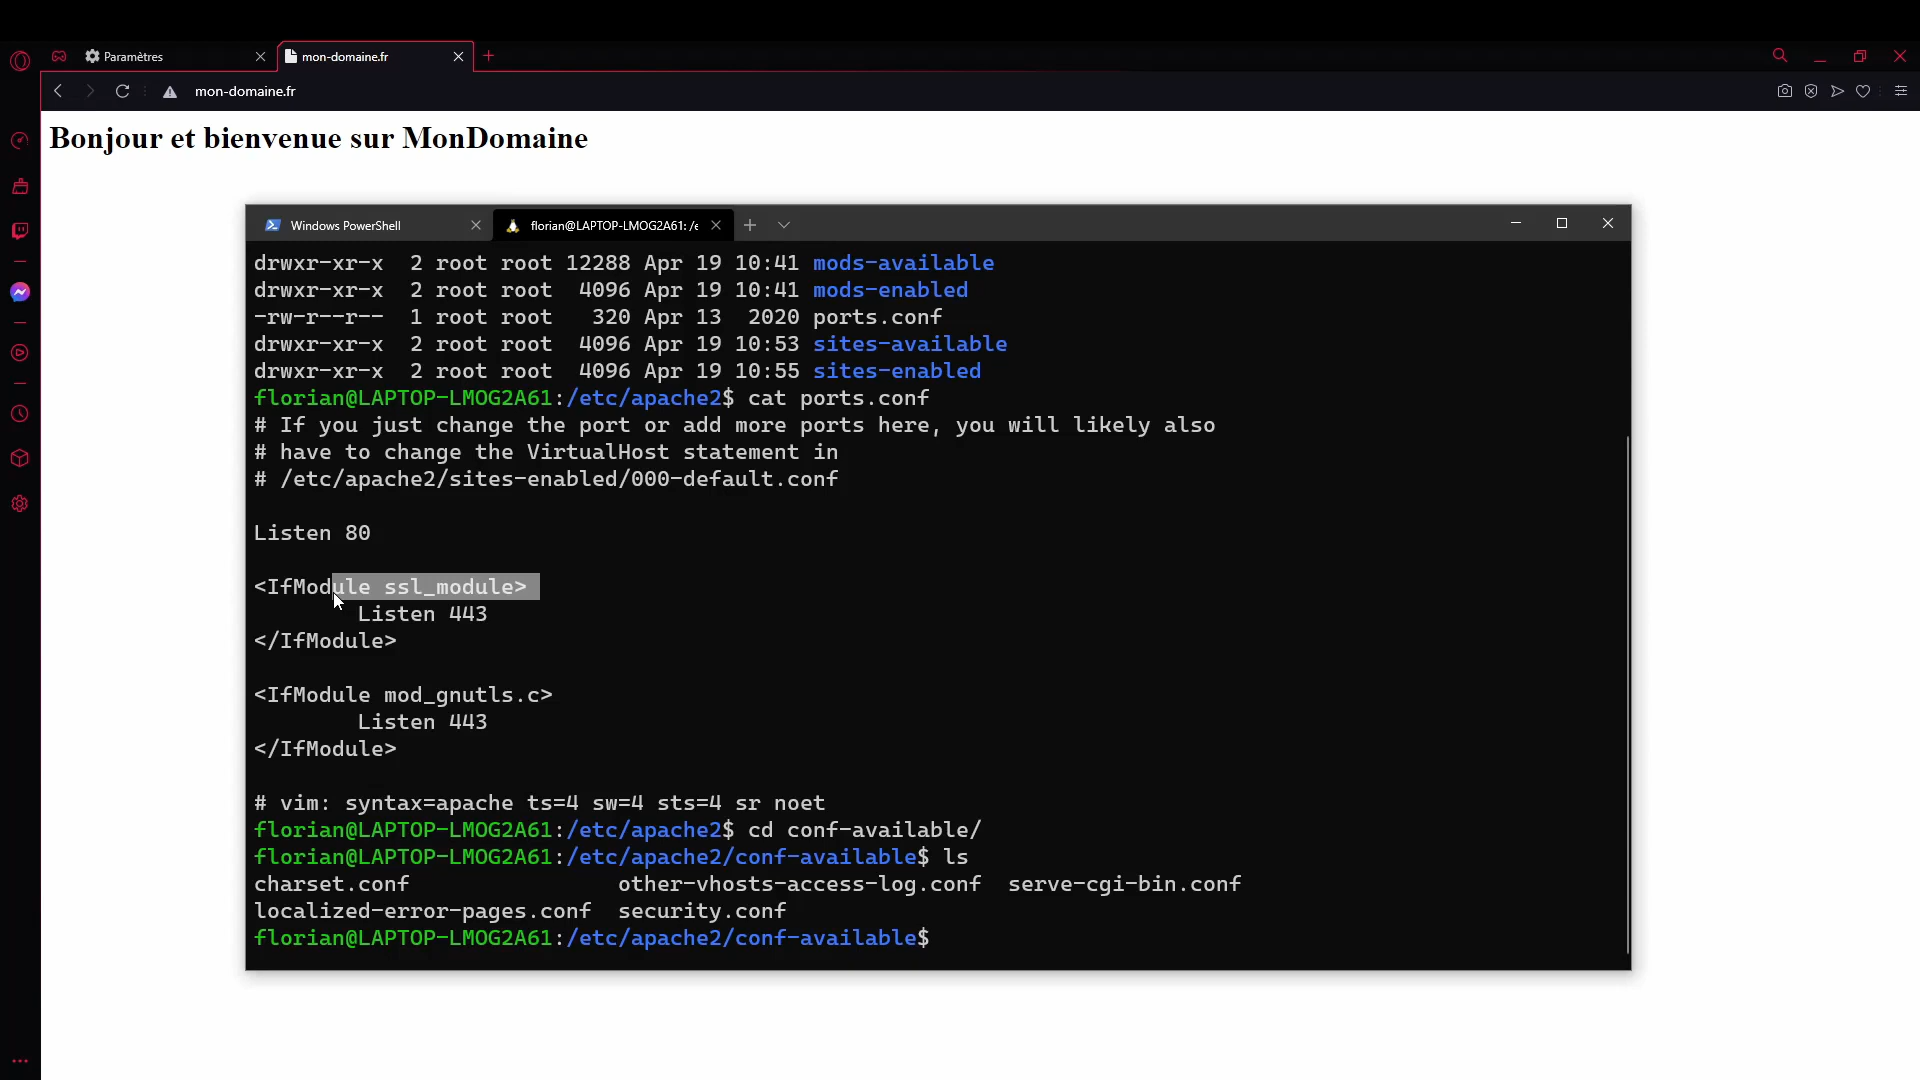 Paramètres
mon-domaine.fr
mon-domaine.fr
Bonjour et bienvenue sur MonDomaine
Windows PowerShell
florian@LAPTOP-LMOG2A61: /e
drwxr-xr-x  2 root root 12288 Apr 19 10:41 mods-available
drwxr-xr-x  2 root root  4096 Apr 19 10:41 mods-enabled
-rw-r--r--  1 root root   320 Apr 13  2020 ports.conf
drwxr-xr-x  2 root root  4096 Apr 19 10:53 sites-available
drwxr-xr-x  2 root root  4096 Apr 19 10:55 sites-enabled
florian@LAPTOP-LMOG2A61:/etc/apache2$ cat ports.conf
# If you just change the port or add more ports here, you will likely also
# have to change the VirtualHost statement in
# /etc/apache2/sites-enabled/000-default.conf
Listen 80
<IfModule ssl_module>
        Listen 443
</IfModule>
<IfModule mod_gnutls.c>
        Listen 443
</IfModule>
# vim: syntax=apache ts=4 sw=4 sts=4 sr noet
florian@LAPTOP-LMOG2A61:/etc/apache2$ cd conf-available/
florian@LAPTOP-LMOG2A61:/etc/apache2/conf-available$ ls
charset.conf                other-vhosts-access-log.conf  serve-cgi-bin.conf
localized-error-pages.conf  security.conf
florian@LAPTOP-LMOG2A61:/etc/apache2/conf-available$